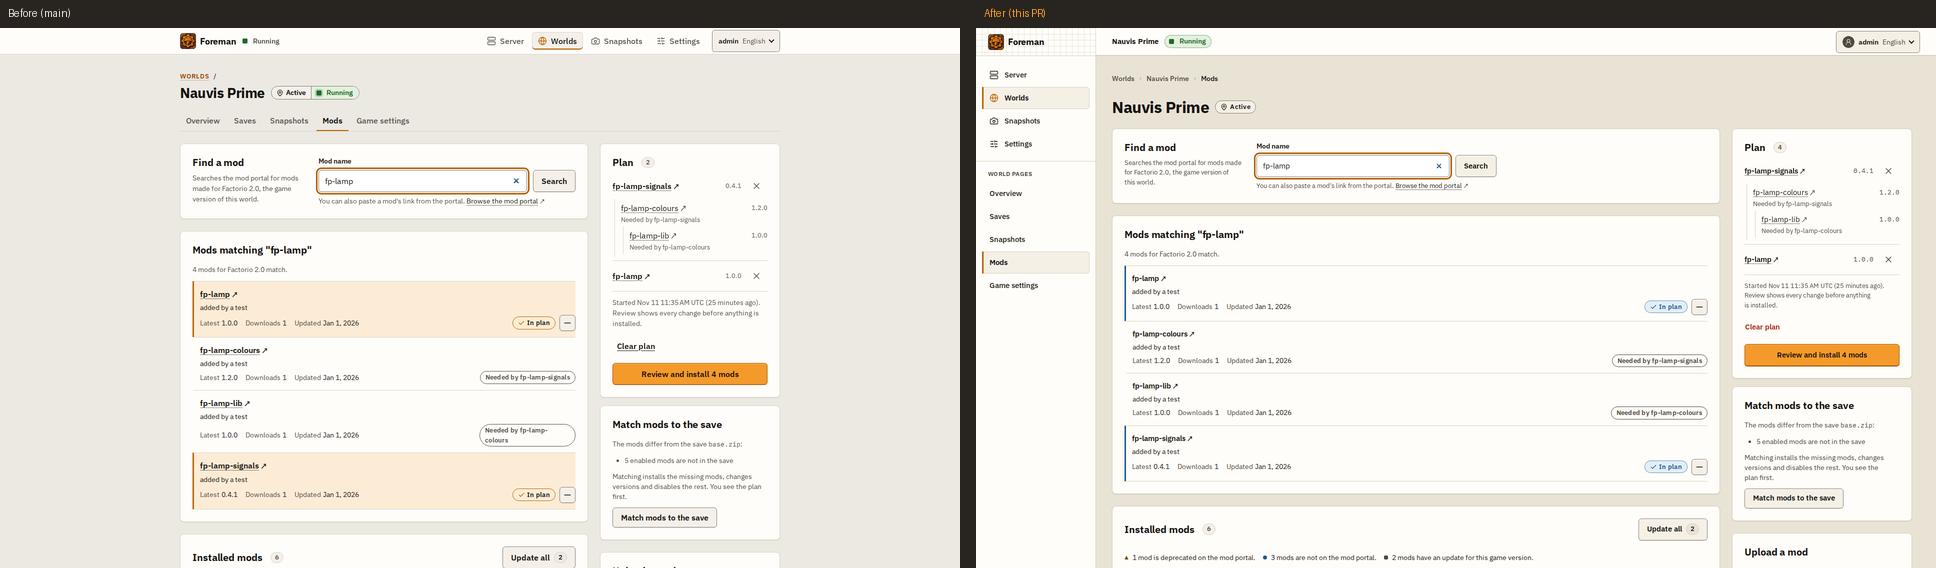 Before (main)
Foreman
Running
Server
Worlds
Snapshots
Settings
admin English
WORLDS /
Nauvis Prime
Active
Running
Overview
Saves
Snapshots
Mods
Game settings
Find a mod
Searches the mod portal for mods
made for Factorio 2.0, the game
version of this world.
Mod name
fp-lamp
Search
You can also paste a mod's link from the portal. Browse the mod portal ↗
Mods matching "fp-lamp"
4 mods for Factorio 2.0 match.
fp-lamp ↗
added by a test
Latest 1.0.0 Downloads 1 Updated Jan 1, 2026
In plan
fp-lamp-colours ↗
added by a test
Latest 1.2.0 Downloads 1 Updated Jan 1, 2026
Needed by fp-lamp-signals
fp-lamp-lib ↗
added by a test
Latest 1.0.0 Downloads 1 Updated Jan 1, 2026
Needed by fp-lamp-
colours
fp-lamp-signals ↗
added by a test
Latest 0.4.1 Downloads 1 Updated Jan 1, 2026
In plan
Installed mods 6
Update all 2
Plan 2
fp-lamp-signals ↗ 0.4.1
fp-lamp-colours ↗ 1.2.0
Needed by fp-lamp-signals
fp-lamp-lib ↗ 1.0.0
Needed by fp-lamp-colours
fp-lamp ↗ 1.0.0
Started Nov 11 11:35 AM UTC (25 minutes ago).
Review shows every change before anything is
installed.
Clear plan
Review and install 4 mods
Match mods to the save
The mods differ from the save base.zip:
• 5 enabled mods are not in the save
Matching installs the missing mods, changes
versions and disables the rest. You see the plan
first.
Match mods to the save
After (this PR)
Foreman
Nauvis Prime
Running
admin English
Server
Worlds
Snapshots
Settings
WORLD PAGES
Overview
Saves
Snapshots
Mods
Game settings
Worlds › Nauvis Prime › Mods
Nauvis Prime
Active
Find a mod
Searches the mod portal for mods made
for Factorio 2.0, the game version of
this world.
Mod name
fp-lamp
Search
You can also paste a mod's link from the portal. Browse the mod portal ↗
Mods matching "fp-lamp"
4 mods for Factorio 2.0 match.
fp-lamp ↗
added by a test
Latest 1.0.0 Downloads 1 Updated Jan 1, 2026
In plan
fp-lamp-colours ↗
added by a test
Latest 1.2.0 Downloads 1 Updated Jan 1, 2026
Needed by fp-lamp-signals
fp-lamp-lib ↗
added by a test
Latest 1.0.0 Downloads 1 Updated Jan 1, 2026
Needed by fp-lamp-colours
fp-lamp-signals ↗
added by a test
Latest 0.4.1 Downloads 1 Updated Jan 1, 2026
In plan
Installed mods 6
Update all 2
1 mod is deprecated on the mod portal. 3 mods are not on the mod portal. 2 mods have an update for this game version.
Plan 4
fp-lamp-signals ↗ 0.4.1
fp-lamp-colours ↗ 1.2.0
Needed by fp-lamp-signals
fp-lamp-lib ↗ 1.0.0
Needed by fp-lamp-colours
fp-lamp ↗ 1.0.0
Started Nov 11 11:35 AM UTC (25 minutes ago).
Review shows every change before anything
is installed.
Clear plan
Review and install 4 mods
Match mods to the save
The mods differ from the save base.zip:
• 5 enabled mods are not in the save
Matching installs the missing mods, changes
versions and disables the rest. You see the
plan first.
Match mods to the save
Upload a mod